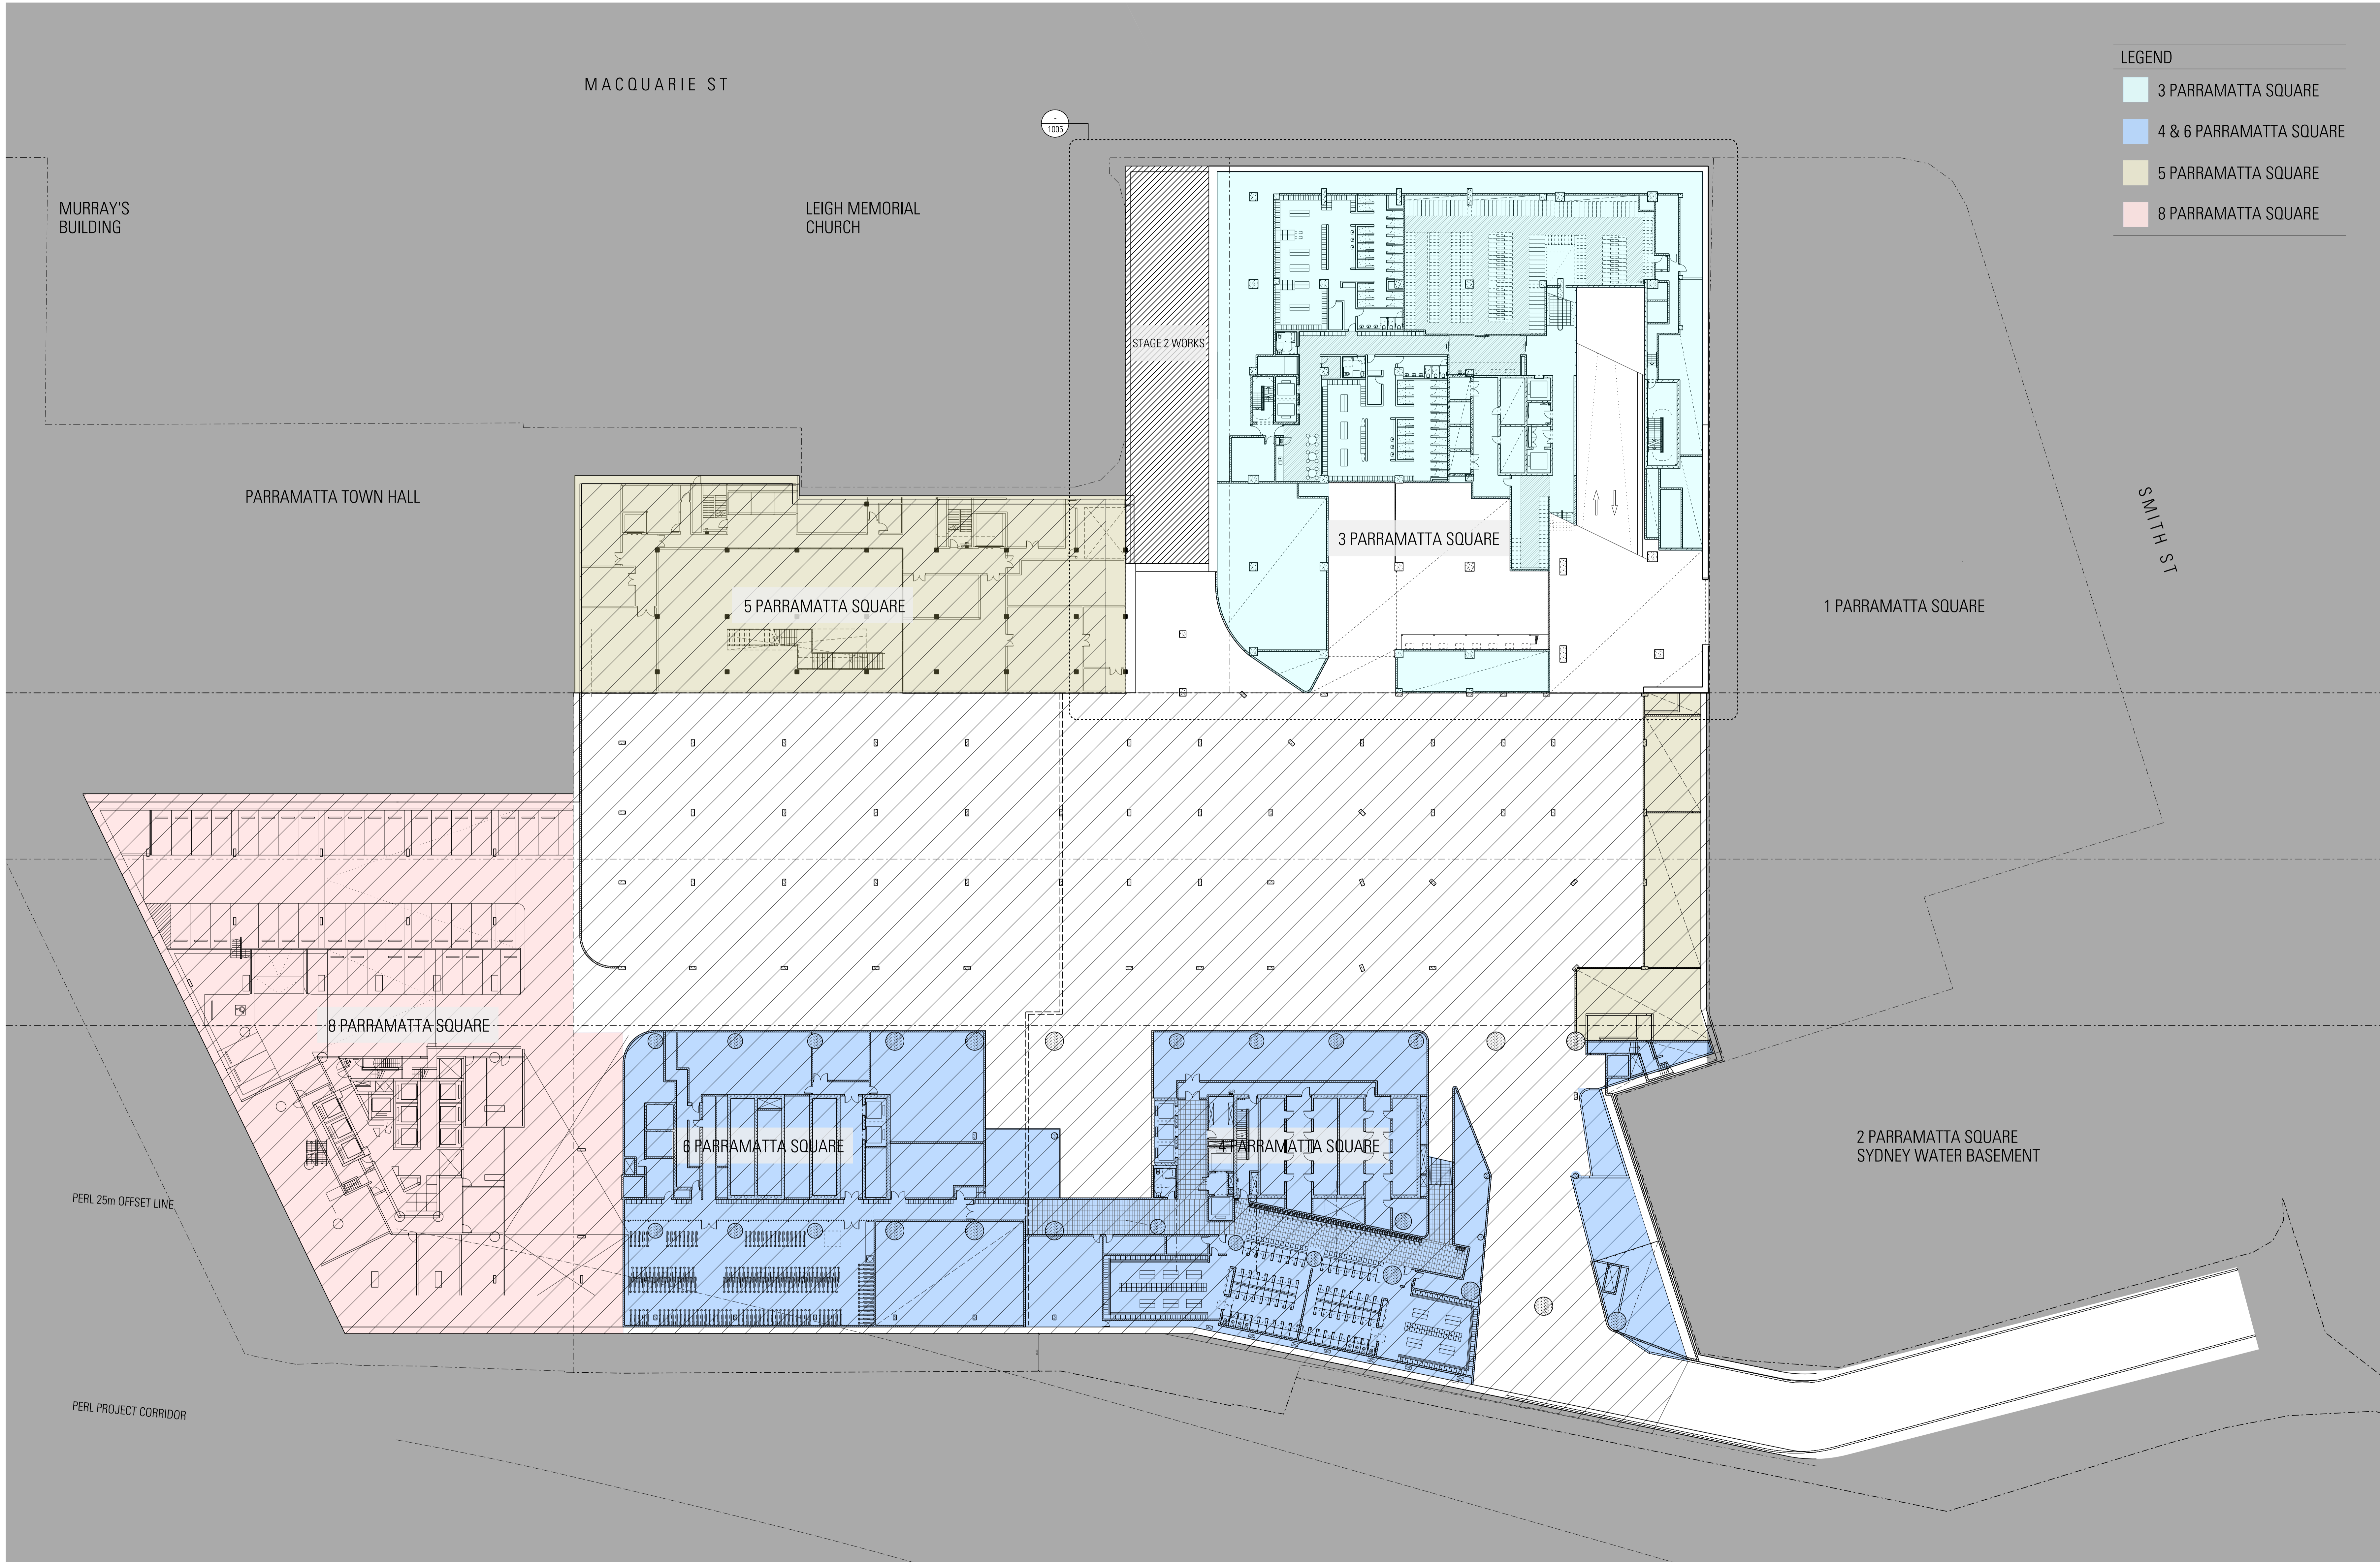 MACQUARIE ST
LEGEND
3 PARRAMATTA SQUARE
4 & 6 PARRAMATTA SQUARE
5 PARRAMATTA SQUARE
8 PARRAMATTA SQUARE
-
1005
MURRAY'S
BUILDING
LEIGH MEMORIAL
CHURCH
STAGE 2 WORKS
PARRAMATTA TOWN HALL
3 PARRAMATTA SQUARE
SMITH ST
5 PARRAMATTA SQUARE
1 PARRAMATTA SQUARE
8 PARRAMATTA SQUARE
6 PARRAMATTA SQUARE
4 PARRAMATTA SQUARE
2 PARRAMATTA SQUARE
SYDNEY WATER BASEMENT
PERL 25m OFFSET LINE
PERL PROJECT CORRIDOR